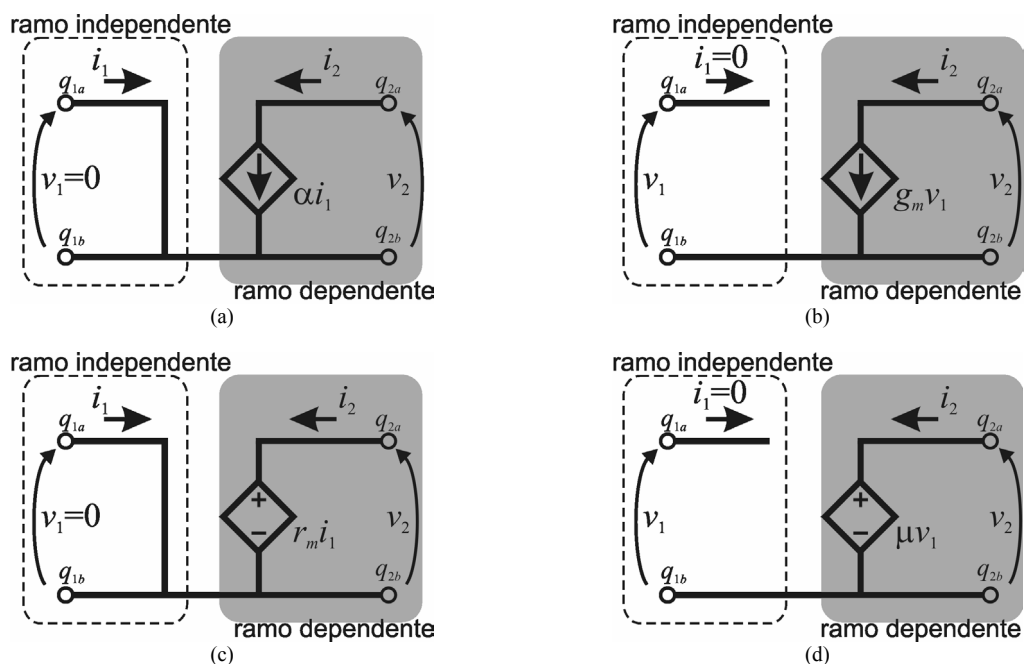 ramo independente
i₁
i₂
q₁ₐ
q₂ₐ
v₁=0
αi₁
v₂
q₁b
q₂b
ramo dependente
(a)
ramo independente
i₁=0
i₂
q₁ₐ
q₂ₐ
v₁
gₘv₁
v₂
q₁b
q₂b
ramo dependente
(b)
ramo independente
i₁
i₂
q₁ₐ
q₂ₐ
v₁=0
+
−
rₘi₁
v₂
q₁b
q₂b
ramo dependente
(c)
ramo independente
i₁=0
i₂
q₁ₐ
q₂ₐ
v₁
+
−
μv₁
v₂
q₁b
q₂b
ramo dependente
(d)